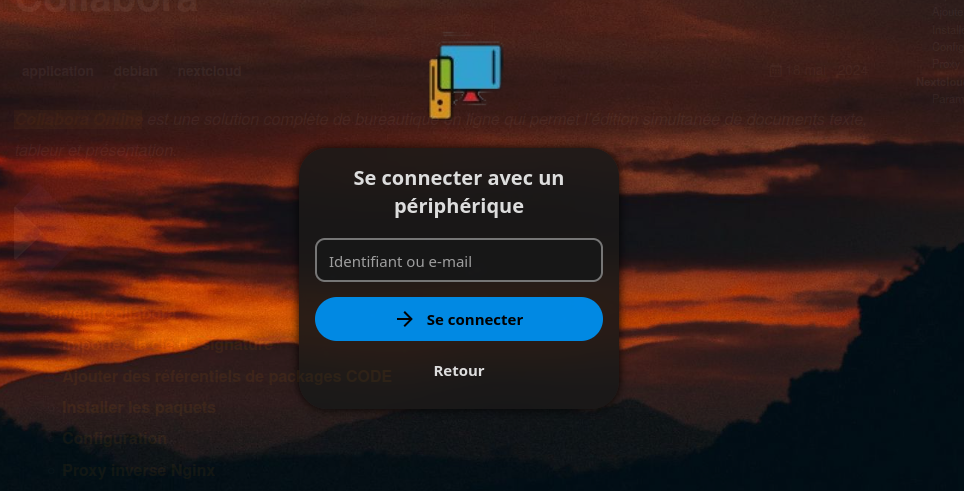 Collabora
application debian nextcloud
Collabora Online est une solution complète de bureautique en ligne qui permet l'édition simultanée de documents texte,
tableur et présentation.
Se connecter avec un
périphérique
Identifiant ou e-mail
→ Se connecter
Retour
Ajouter des référentiels de packages CODE
Installer les paquets
Configuration
Proxy inverse Nginx